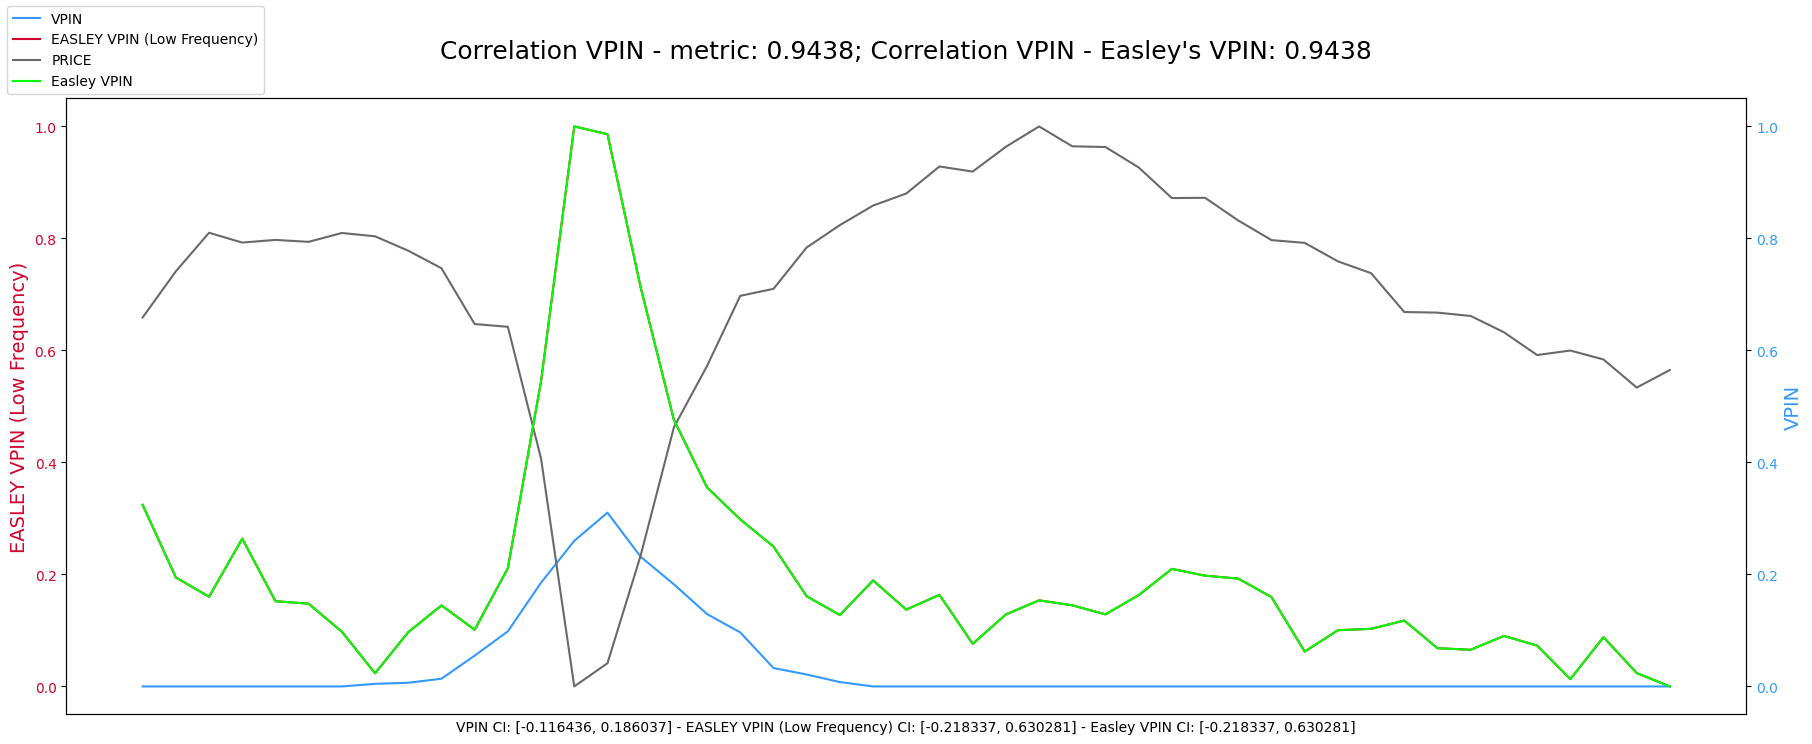 VPIN
EASLEY VPIN (Low Frequency)
PRICE
Easley VPIN
Correlation VPIN - metric: 0.9438; Correlation VPIN - Easley's VPIN: 0.9438
EASLEY VPIN (Low Frequency)
1.0
0.8
0.6
0.4
0.2
0.0
1.0
0.8
0.6
0.4
0.2
0.0
VPIN
VPIN CI: [-0.116436, 0.186037] - EASLEY VPIN (Low Frequency) CI: [-0.218337, 0.630281] - Easley VPIN CI: [-0.218337, 0.630281]